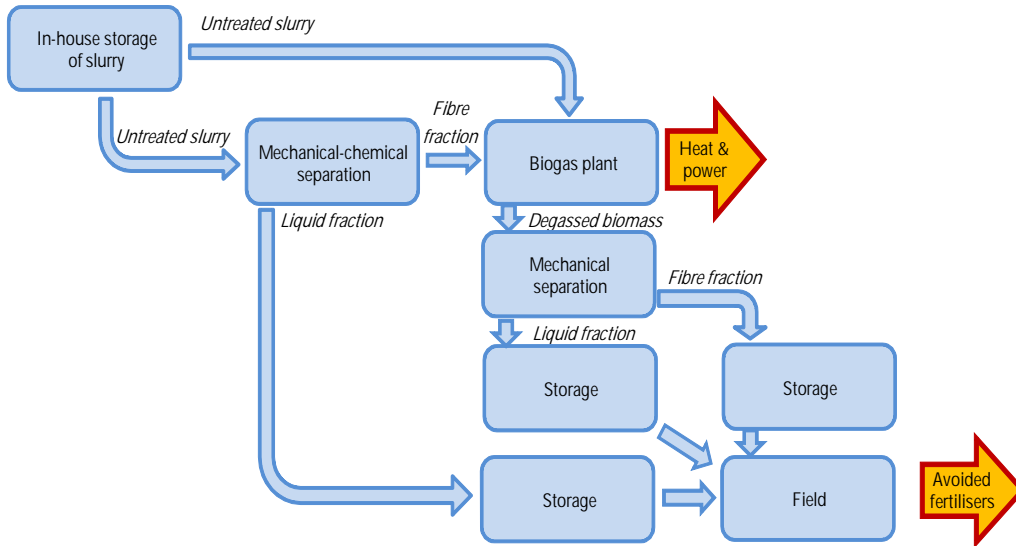 Untreated slurry
In-house storage
of slurry
Fibre
fraction
Untreated slurry
Mechanical-chemical
separation
Biogas plant
Heat &
power
Liquid fraction
Degassed biomass
Mechanical
separation
Fibre fraction
Liquid fraction
Storage
Storage
Storage
Field
Avoided
fertilisers